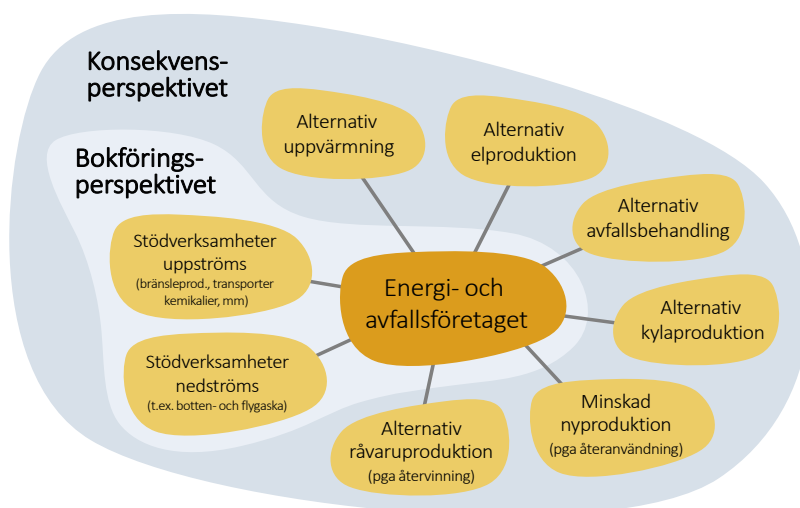 Konsekvens-
perspektivet
Bokförings-
perspektivet
Alternativ
uppvärmning
Alternativ
elproduktion
Alternativ
avfallsbehandling
Alternativ
kylaproduktion
Minskad
nyproduktion
(pga återanvändning)
Alternativ
råvaruproduktion
(pga återvinning)
Stödverksamheter
uppströms
(bränsleprod., transporter
kemikalier, mm)
Stödverksamheter
nedströms
(t.ex. botten- och flygaska)
Energi- och
avfallsföretaget